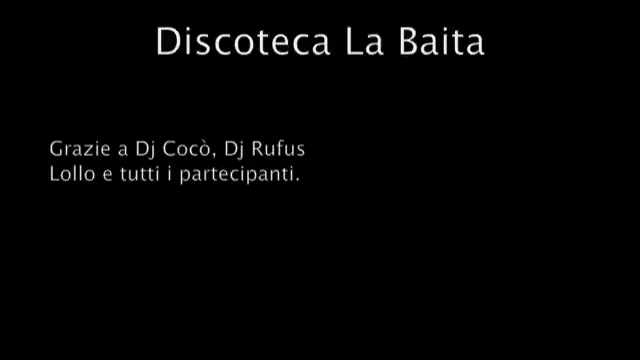 Discoteca La Baita
Grazie a Dj Cocò, Dj Rufus
Lollo e tutti i partecipanti.